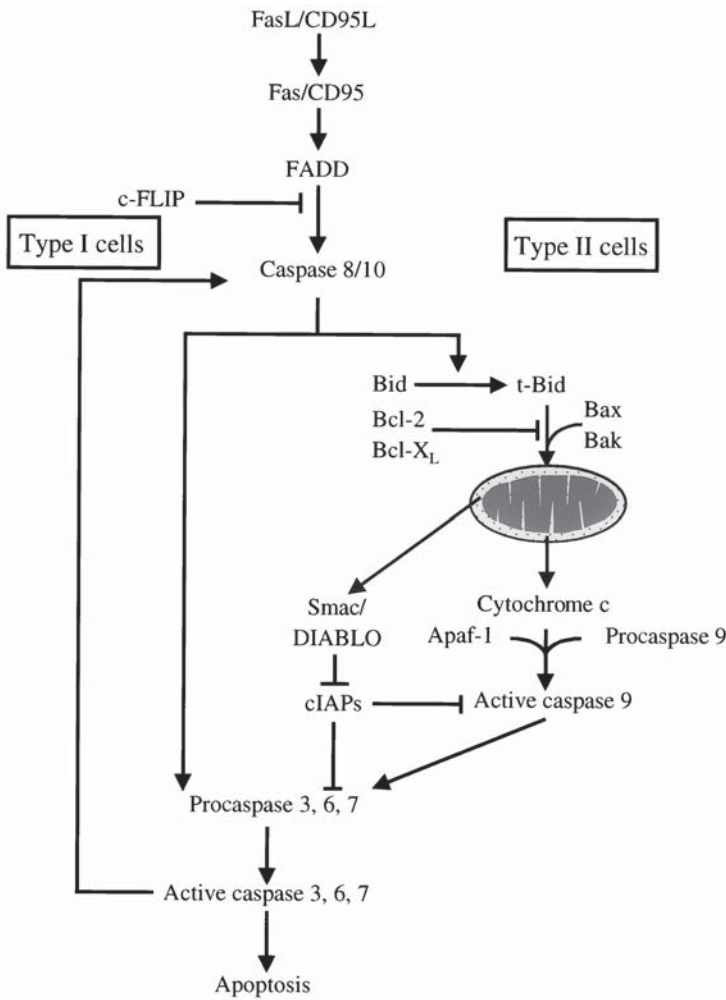 FasL/CD95L
Fas/CD95
FADD
c-FLIP
Type I cells
Type II cells
Caspase 8/10
Bid
t-Bid
Bcl-2
Bcl-X_L
Bax
Bak
Smac/
DIABLO
Cytochrome c
Apaf-1
Procaspase 9
cIAPs
Active caspase 9
Procaspase 3, 6, 7
Active caspase 3, 6, 7
Apoptosis